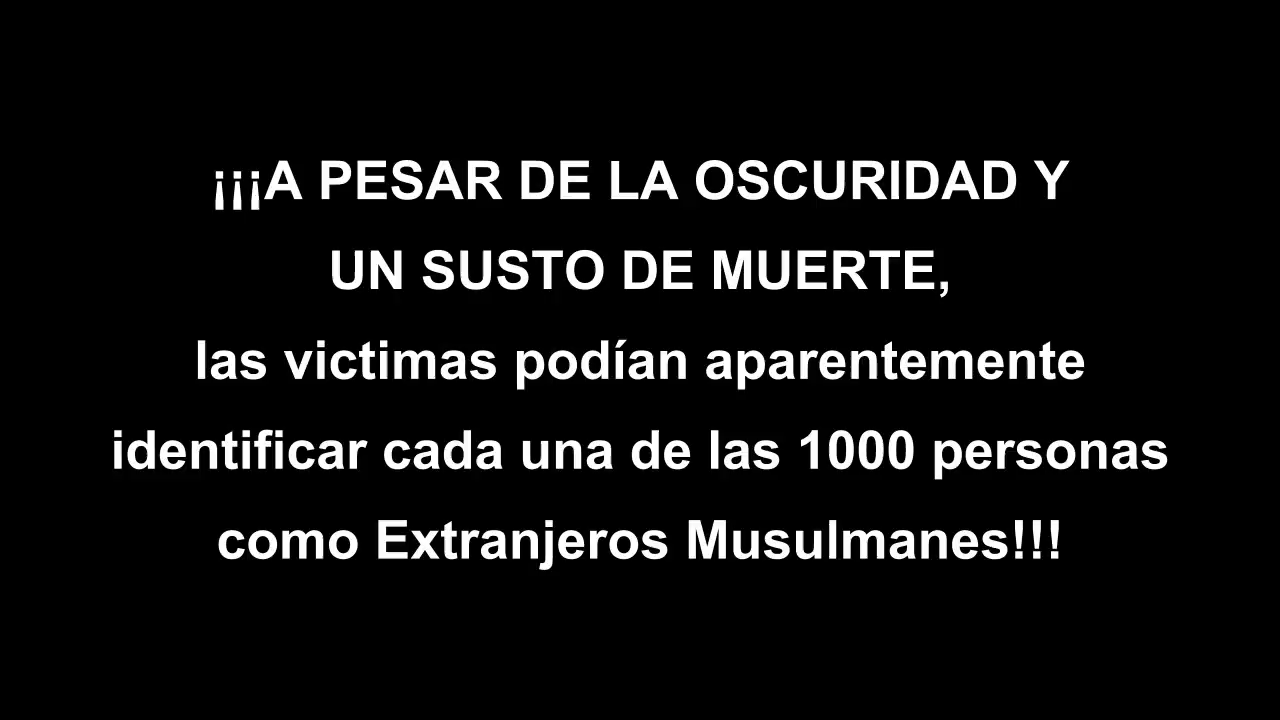 ¡¡¡A PESAR DE LA OSCURIDAD Y
UN SUSTO DE MUERTE,
las victimas podían aparentemente
identificar cada una de las 1000 personas
como Extranjeros Musulmanes!!!